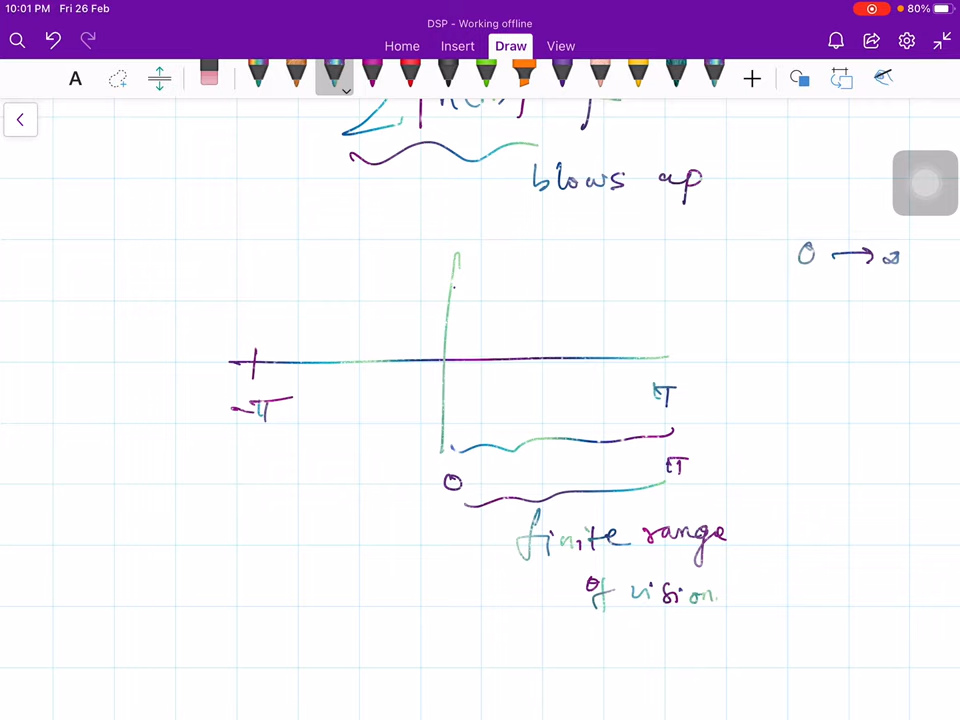 10:01 PM Fri 26 Feb
80%
DSP - Working offline
Home Insert Draw View
A
blows up
0 → ∞
-π
π
0
π
finite range
of vision.